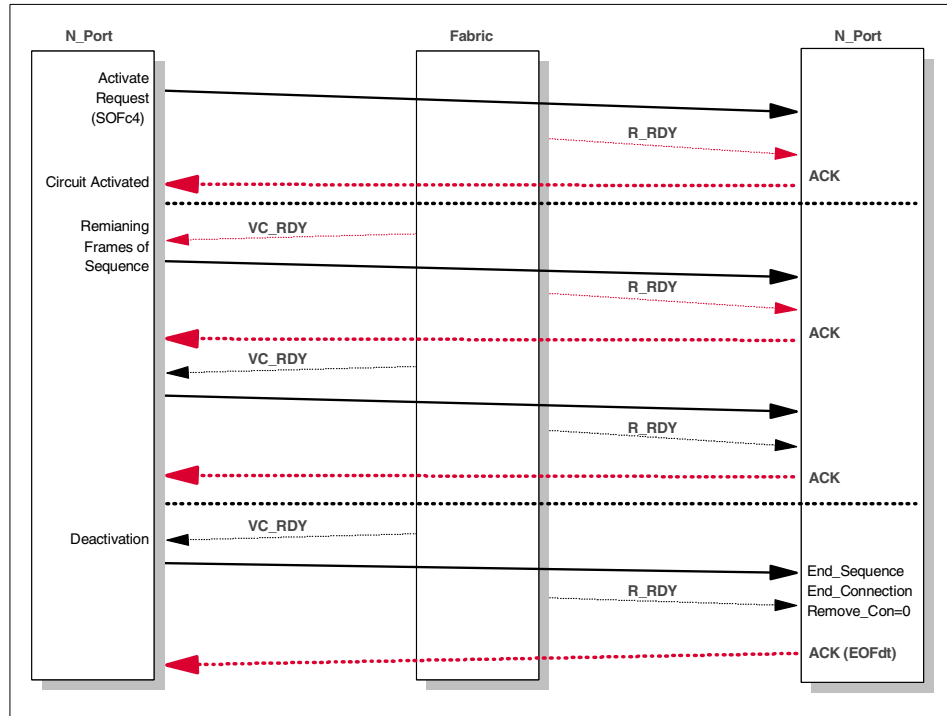 N_Port
Fabric
N_Port
Activate
Request
(SOFc4)
R_RDY
ACK
Circuit Activated
Remianing
Frames of
Sequence
VC_RDY
R_RDY
ACK
VC_RDY
R_RDY
ACK
VC_RDY
Deactivation
End_Sequence
End_Connection
Remove_Con=0
R_RDY
ACK (EOFdt)